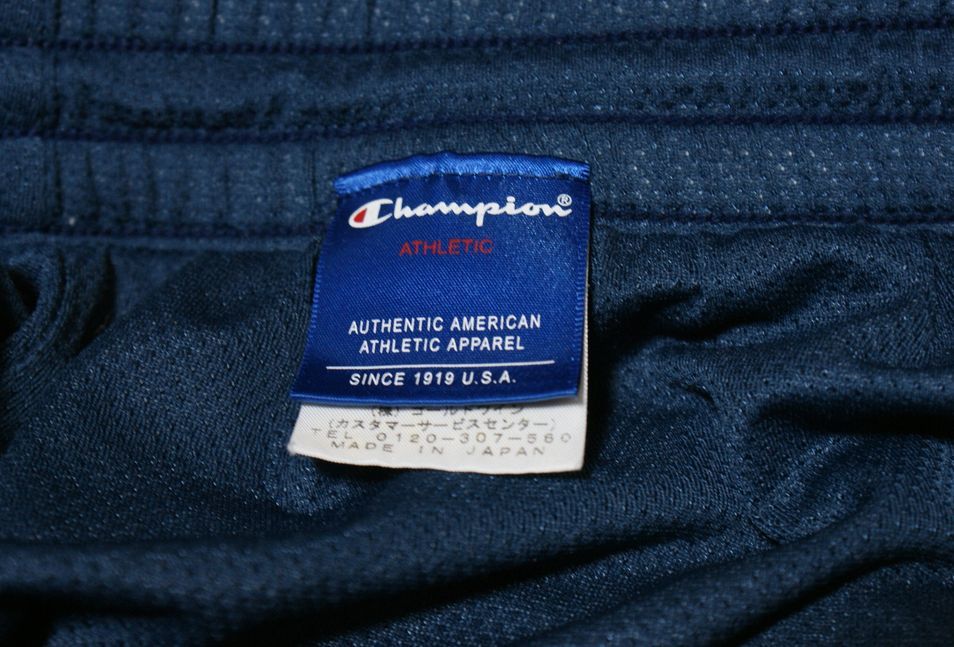 Champion®
ATHLETIC
AUTHENTIC AMERICAN
ATHLETIC APPAREL
SINCE 1919 U.S.A.
(株)ゴールドウイン
(カスタマーサービスセンター)
TEL 0120-307-560
MADE IN JAPAN